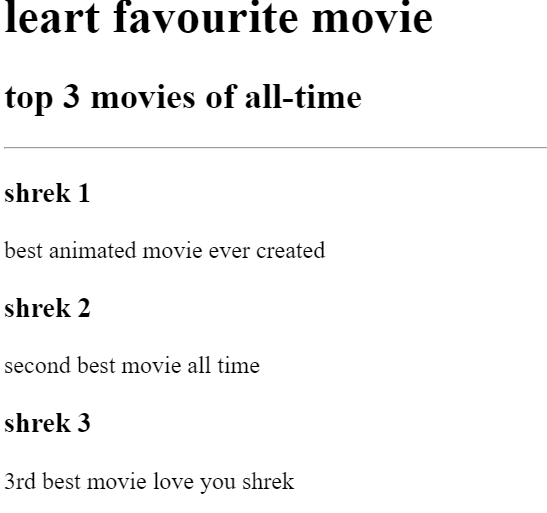 leart favourite movie
top 3 movies of all-time
shrek 1
best animated movie ever created
shrek 2
second best movie all time
shrek 3
3rd best movie love you shrek